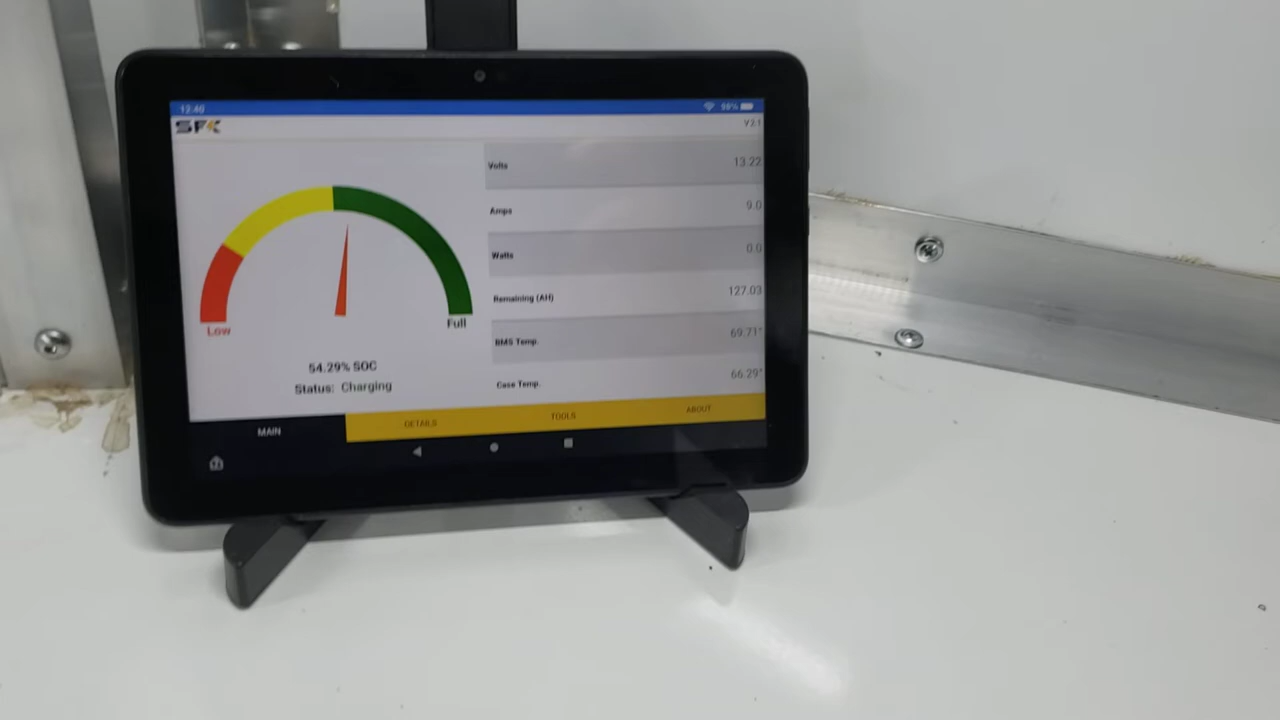 12:40
59%
SFK
V2.1
Volts 13.22
Amps 9.0
Watts 0.0
Remaining (AH) 127.03
BMS Temp. 69.71°
Case Temp. 66.29°
Low
Full
54.29% SOC
Status: Charging
MAIN
DETAILS
TOOLS
ABOUT